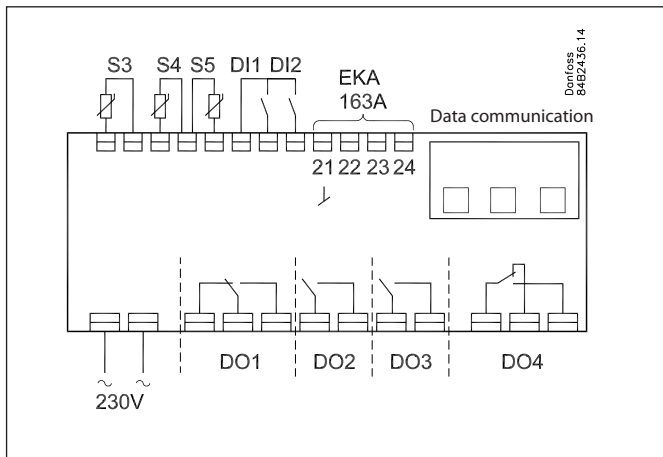 Danfoss
84B2436.14
S3 S4 S5 DI1 DI2
EKA
163A
Data communication
21 22 23 24
DO1 DO2 DO3 DO4
230V